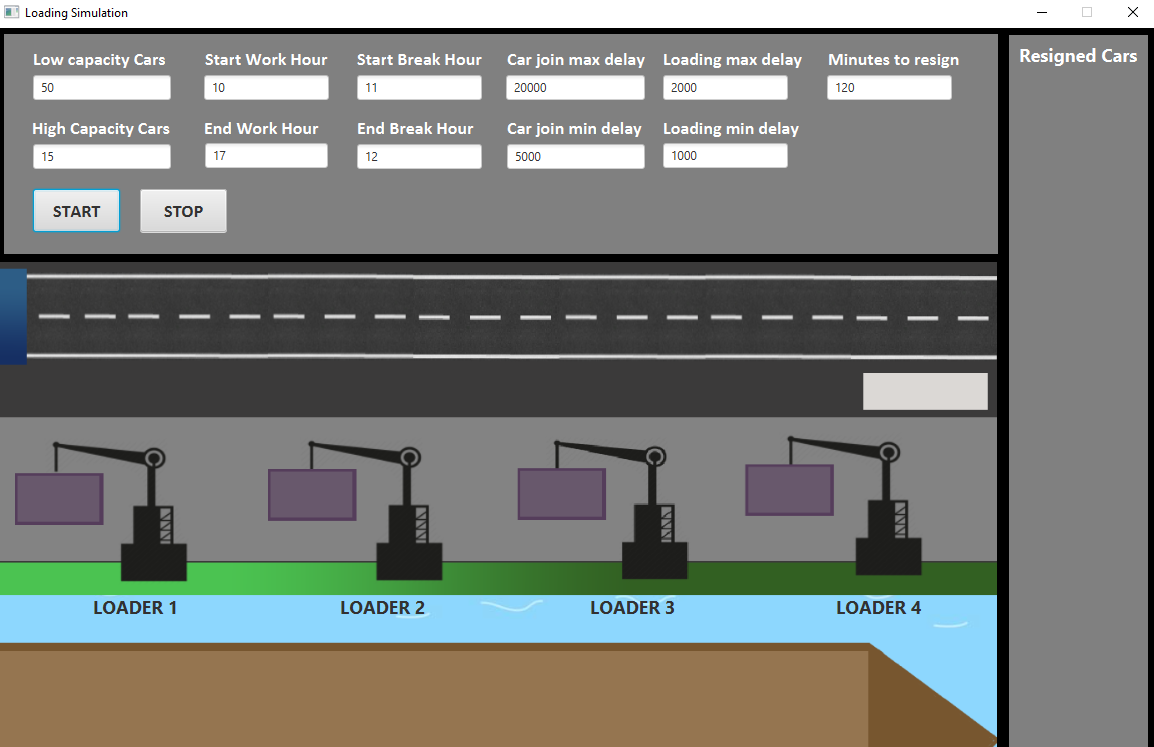 Loading Simulation
Low capacity Cars Start Work Hour Start Break Hour Car join max delay Loading max delay Minutes to resign
50 10 11 20000 2000 120
High Capacity Cars End Work Hour End Break Hour Car join min delay Loading min delay
15 17 12 5000 1000
START STOP
Resigned Cars
LOADER 1 LOADER 2 LOADER 3 LOADER 4